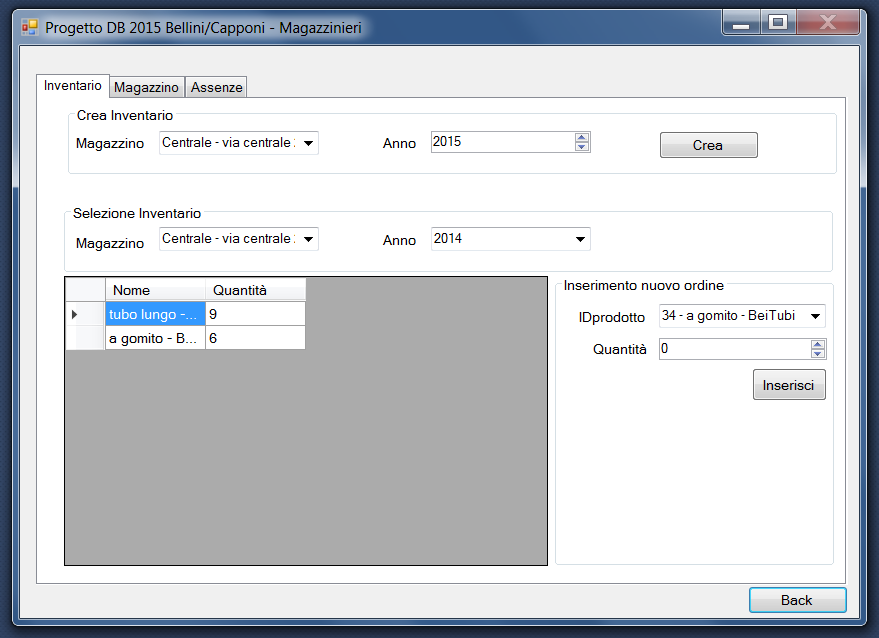 Progetto DB 2015 Bellini/Capponi - Magazzinieri
Inventario Magazzino Assenze
Crea Inventario
Magazzino Centrale - via centrale Anno 2015 Crea
Selezione Inventario
Magazzino Centrale - via centrale Anno 2014
Nome Quantità
tubo lungo -... 9
a gomito - B... 6
Inserimento nuovo ordine
IDprodotto 34 - a gomito - BeiTubi
Quantità 0
Inserisci
Back